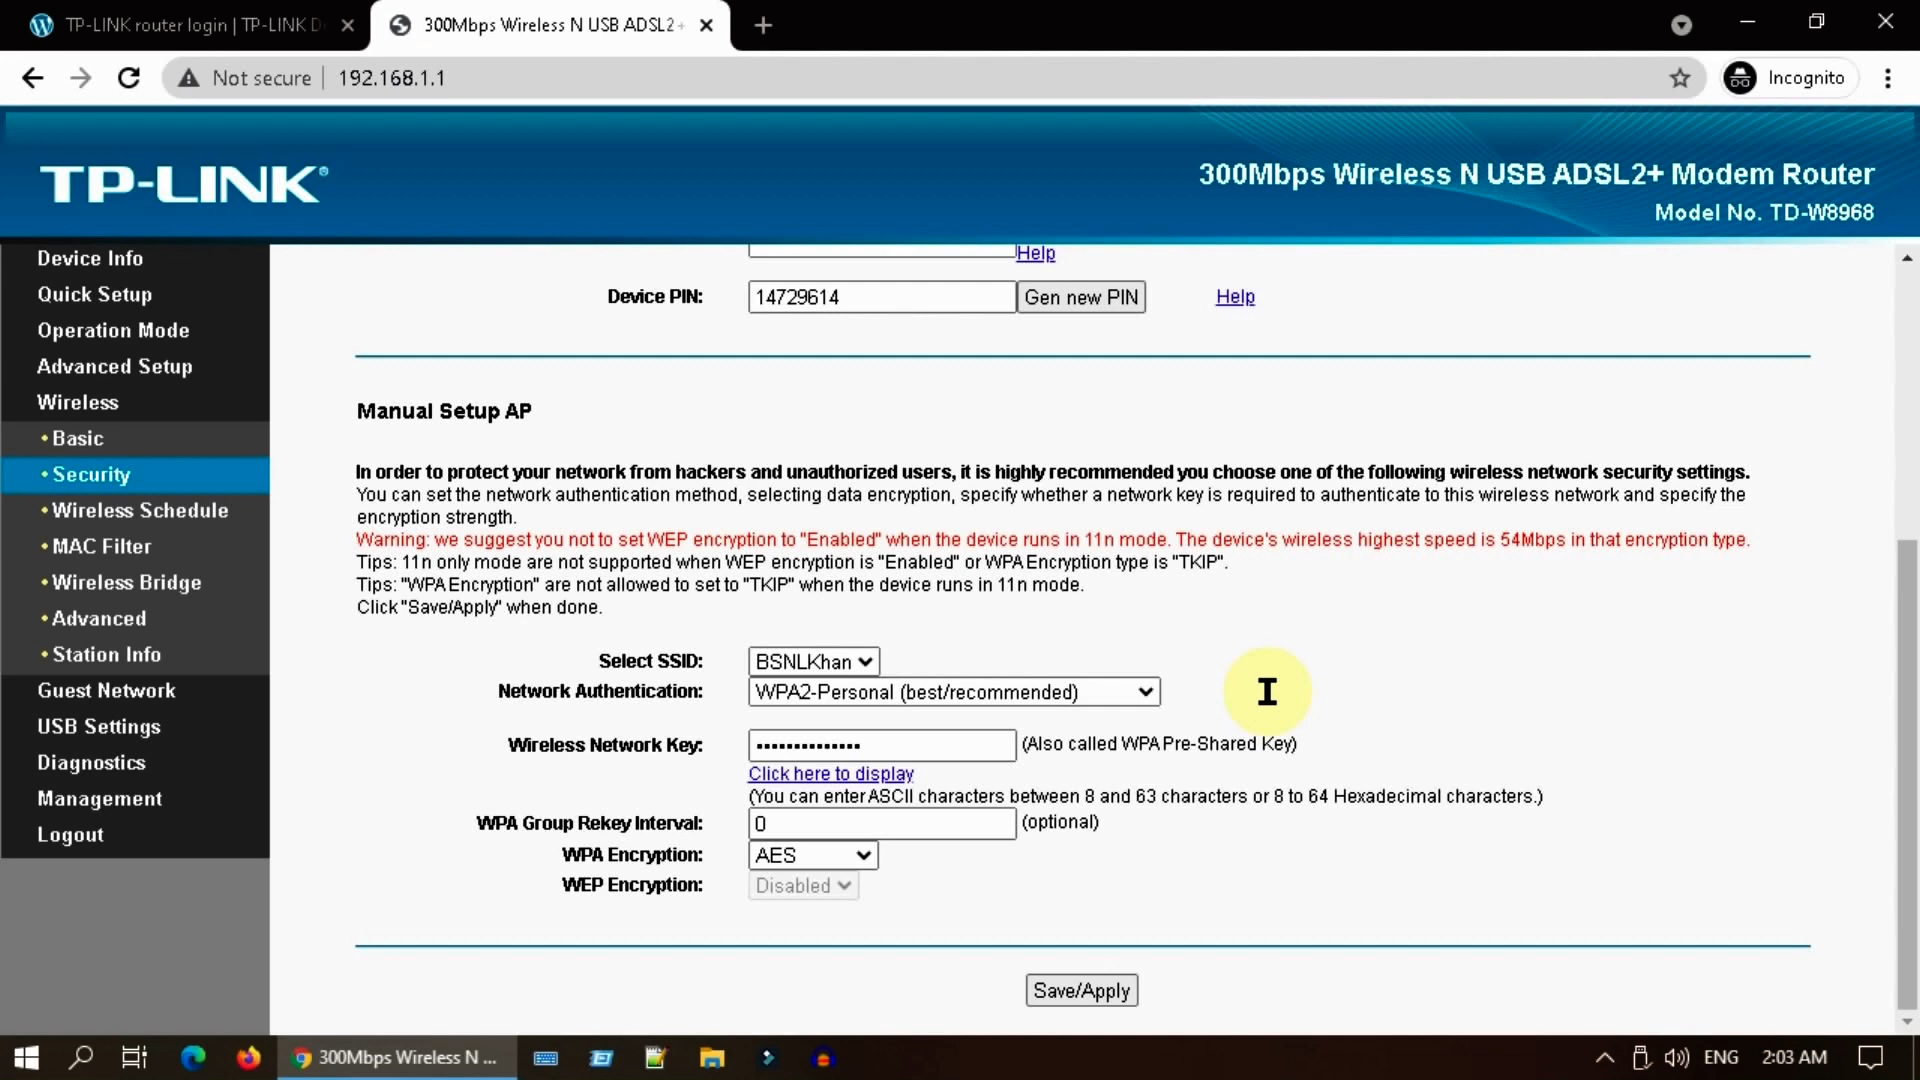 TP-LINK router login | TP-LINK D
300Mbps Wireless N USB ADSL2+
Not secure
192.168.1.1
Incognito
TP-LINK®
300Mbps Wireless N USB ADSL2+ Modem Router
Model No. TD-W8968
Device Info
Quick Setup
Operation Mode
Advanced Setup
Wireless
•Basic
•Security
•Wireless Schedule
•MAC Filter
•Wireless Bridge
•Advanced
•Station Info
Guest Network
USB Settings
Diagnostics
Management
Logout
Help
Device PIN: 14729614 Gen new PIN Help
Manual Setup AP
In order to protect your network from hackers and unauthorized users, it is highly recommended you choose one of the following wireless network security settings.
You can set the network authentication method, selecting data encryption, specify whether a network key is required to authenticate to this wireless network and specify the
encryption strength.
Warning: we suggest you not to set WEP encryption to "Enabled" when the device runs in 11n mode. The device's wireless highest speed is 54Mbps in that encryption type.
Tips: 11n only mode are not supported when WEP encryption is "Enabled" or WPA Encryption type is "TKIP".
Tips: "WPA Encryption" are not allowed to set to "TKIP" when the device runs in 11n mode.
Click "Save/Apply" when done.
Select SSID: BSNLKhan
Network Authentication: WPA2-Personal (best/recommended)
Wireless Network Key: •••••••••••••• (Also called WPA Pre-Shared Key)
Click here to display
(You can enter ASCII characters between 8 and 63 characters or 8 to 64 Hexadecimal characters.)
WPA Group Rekey Interval: 0 (optional)
WPA Encryption: AES
WEP Encryption: Disabled
Save/Apply
300Mbps Wireless N ...
ENG
2:03 AM